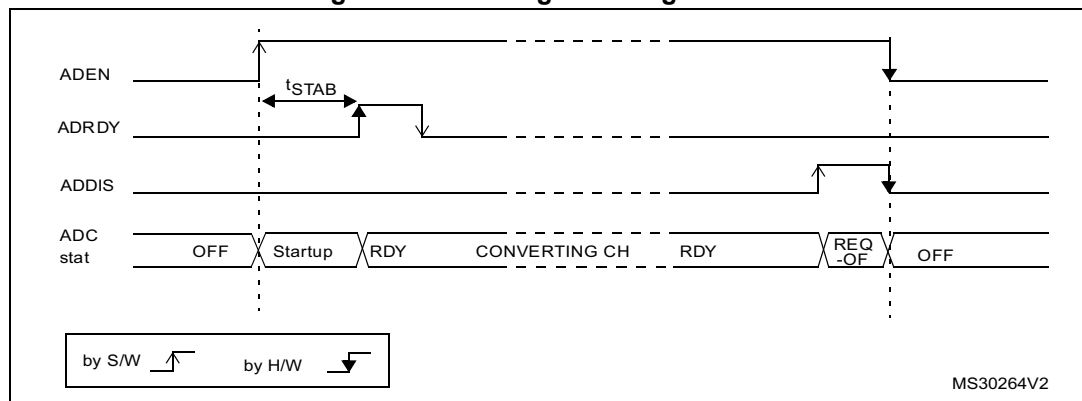 ADEN
tSTAB
ADRDY
ADDIS
ADC
stat
OFF
Startup
RDY
CONVERTING CH
RDY
REQ
-OF
OFF
by S/W
by H/W
MS30264V2